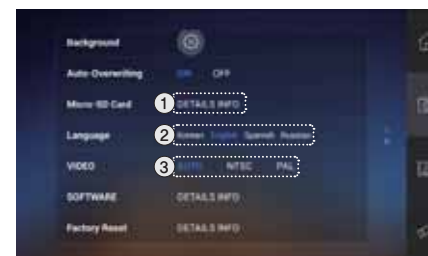 Background
Auto Overwriting ON OFF
Micro SD Card 1 DETAILS INFO
Language 2 Korean English Spanish Russian
VIDEO 3 AUTO NTSC PAL
SOFTWARE DETAILS INFO
Factory Reset DETAILS INFO